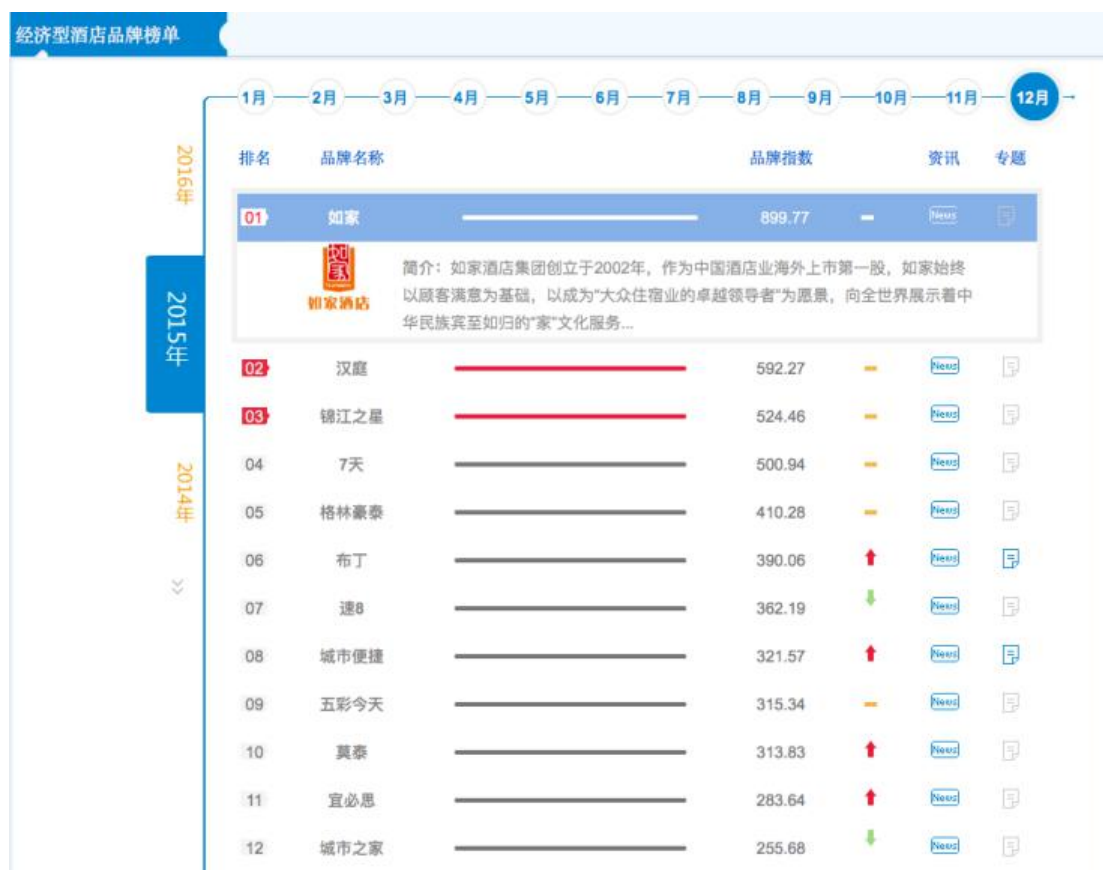 经济型酒店品牌榜单
1月 2月 3月 4月 5月 6月 7月 8月 9月 10月 11月 12月
2016年
2015年
2014年
排名 品牌名称 品牌指数 资讯 专题
01 如家 899.77 News
如家
如家酒店
简介：如家酒店集团创立于2002年，作为中国酒店业海外上市第一股，如家始终
以顾客满意为基础，以成为“大众住宿业的卓越领导者”为愿景，向全世界展示着中
华民族宾至如归的“家”文化服务...
02 汉庭 592.27 News
03 锦江之星 524.46 News
04 7天 500.94 News
05 格林豪泰 410.28 News
06 布丁 390.06 News
07 速8 362.19 News
08 城市便捷 321.57 News
09 五彩今天 315.34 News
10 莫泰 313.83 News
11 宜必思 283.64 News
12 城市之家 255.68 News